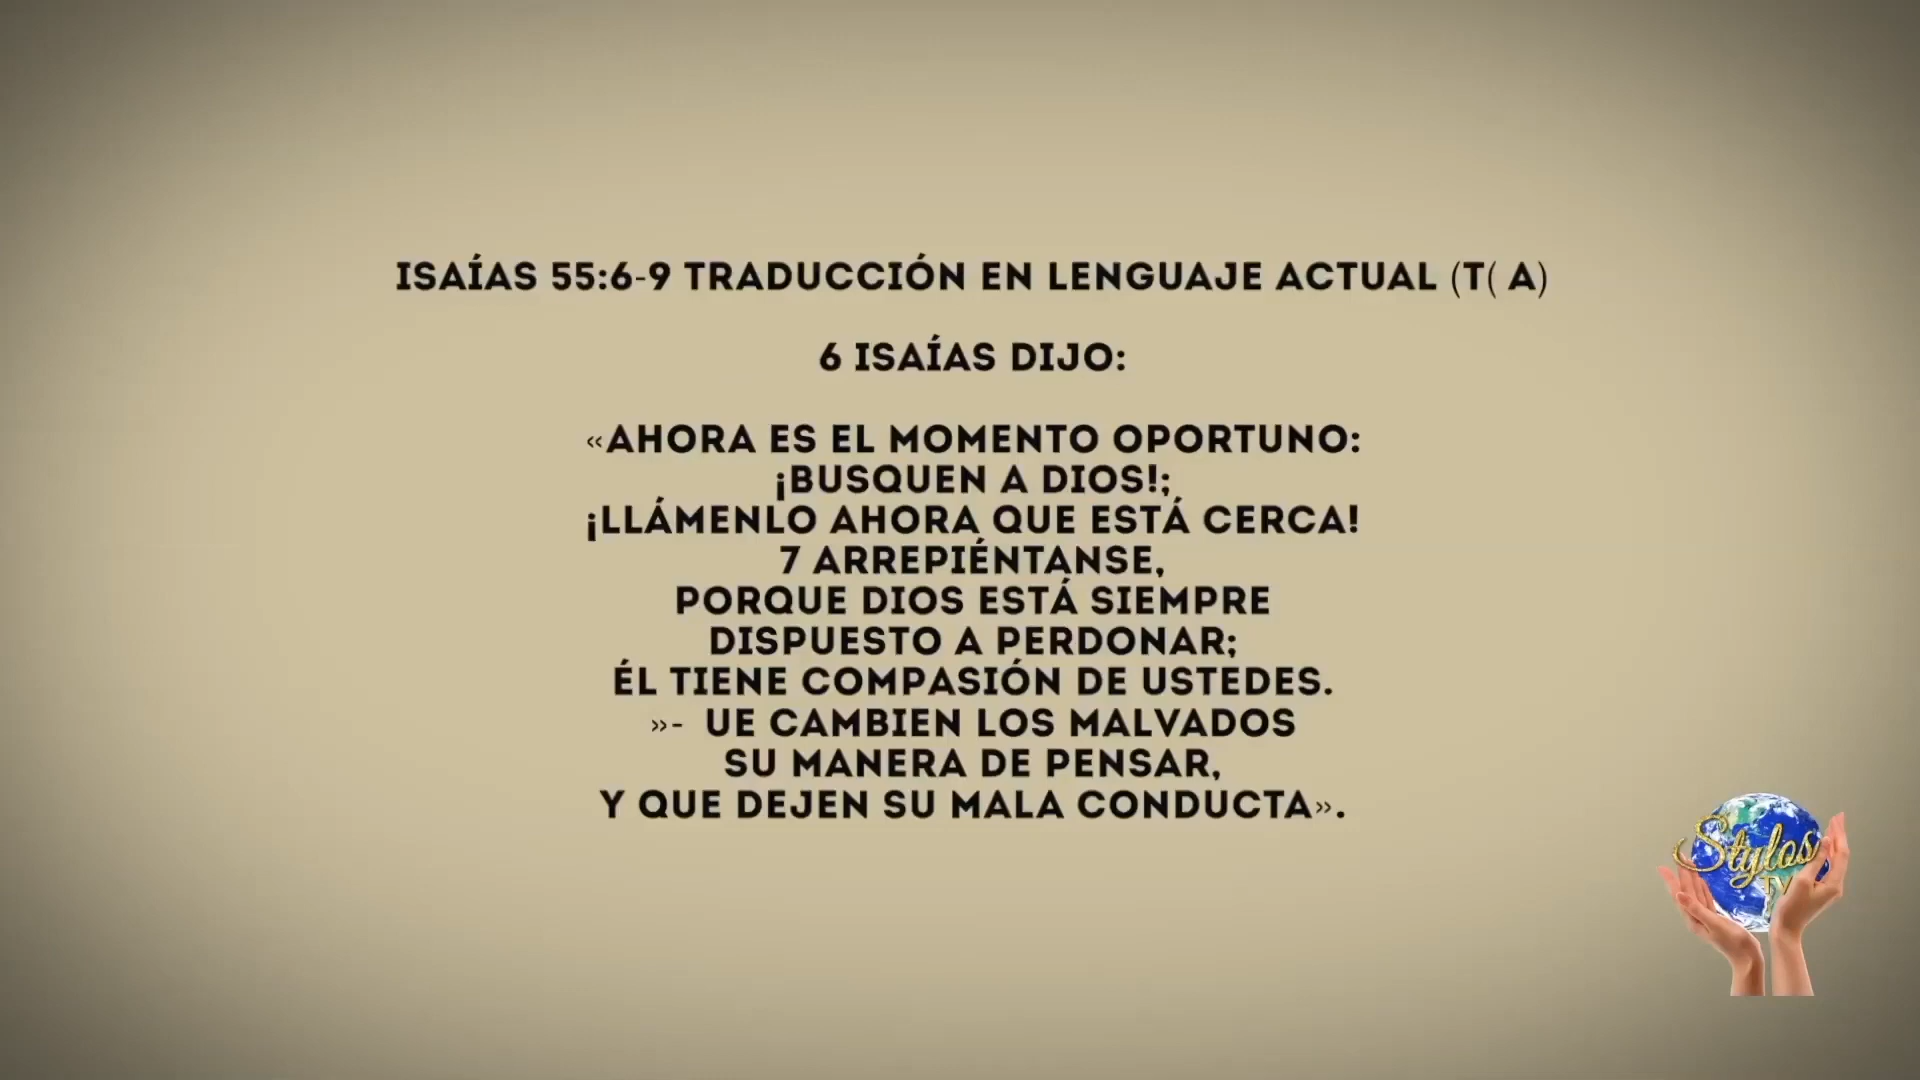 ISAÍAS 55:6-9 TRADUCCIÓN EN LENGUAJE ACTUAL (T( A)
6 ISAÍAS DIJO:
«AHORA ES EL MOMENTO OPORTUNO:
¡BUSQUEN A DIOS!;
¡LLÁMENLO AHORA QUE ESTÁ CERCA!
7 ARREPIÉNTANSE,
PORQUE DIOS ESTÁ SIEMPRE
DISPUESTO A PERDONAR;
ÉL TIENE COMPASIÓN DE USTEDES.
»- UE CAMBIEN LOS MALVADOS
SU MANERA DE PENSAR,
Y QUE DEJEN SU MALA CONDUCTA».
Stylos
TV